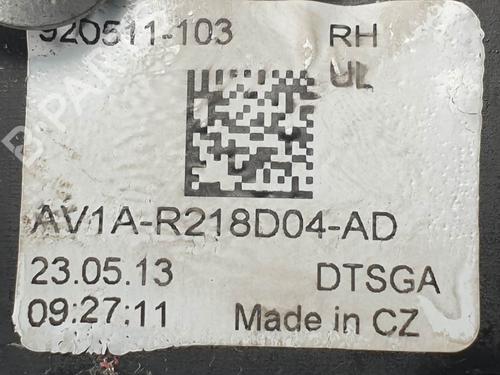 920511-103 RH
UL
AV1A-R218D04-AD
23.05.13 DTSGA
09:27:11 Made in CZ